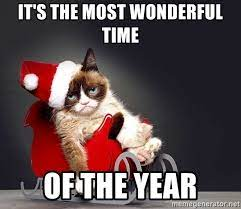 IT'S THE MOST WONDERFUL
TIME
OF THE YEAR
memegenerator.net